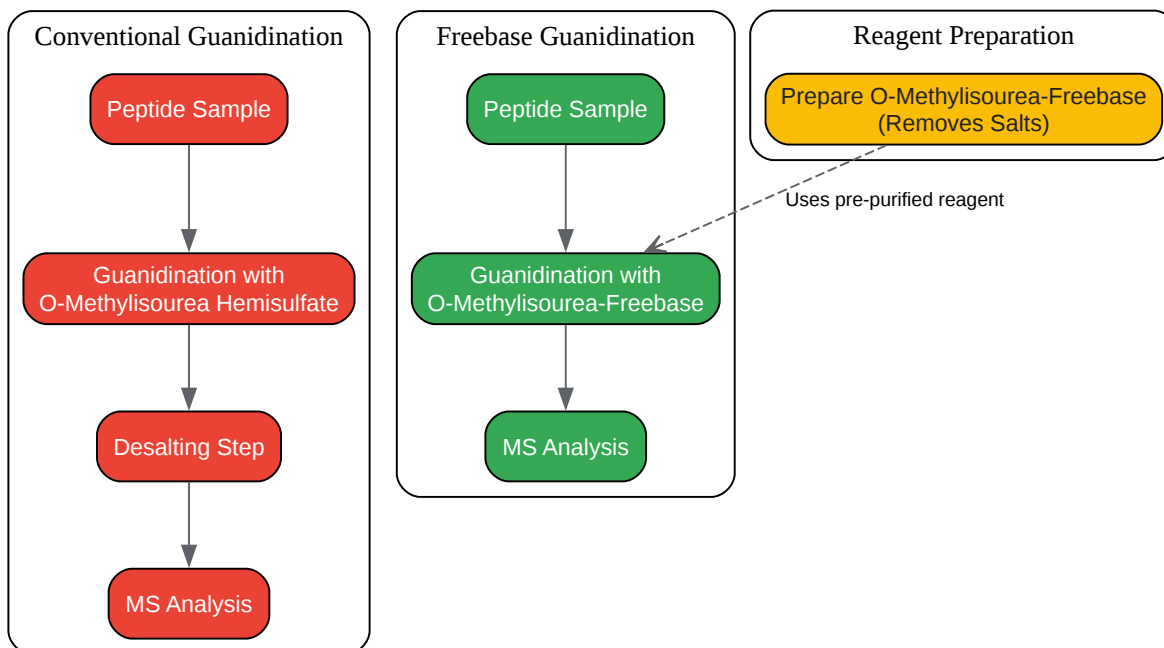 Conventional Guanidination
Peptide Sample
Guanidination with
O-Methylisourea Hemisulfate
Desalting Step
MS Analysis
Freebase Guanidination
Peptide Sample
Guanidination with
O-Methylisourea-Freebase
MS Analysis
Reagent Preparation
Prepare O-Methylisourea-Freebase
(Removes Salts)
Uses pre-purified reagent